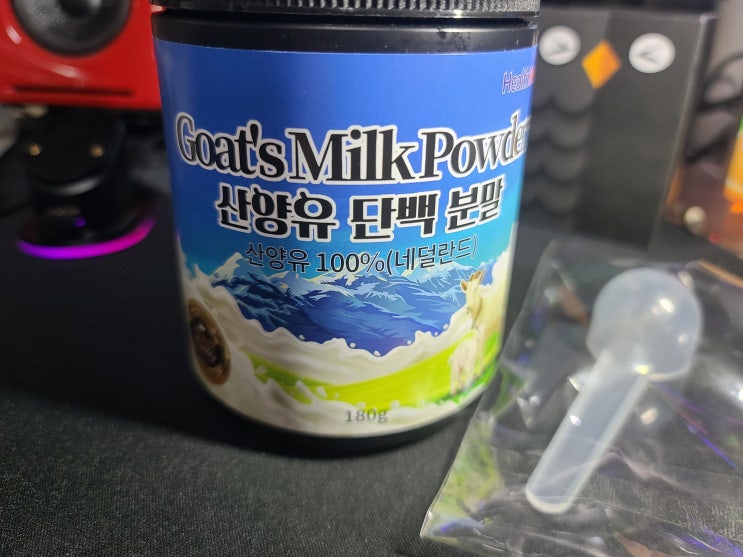 Health
Goat's Milk Powder
산양유 단백 분말
산양유 100%(네덜란드)
180g